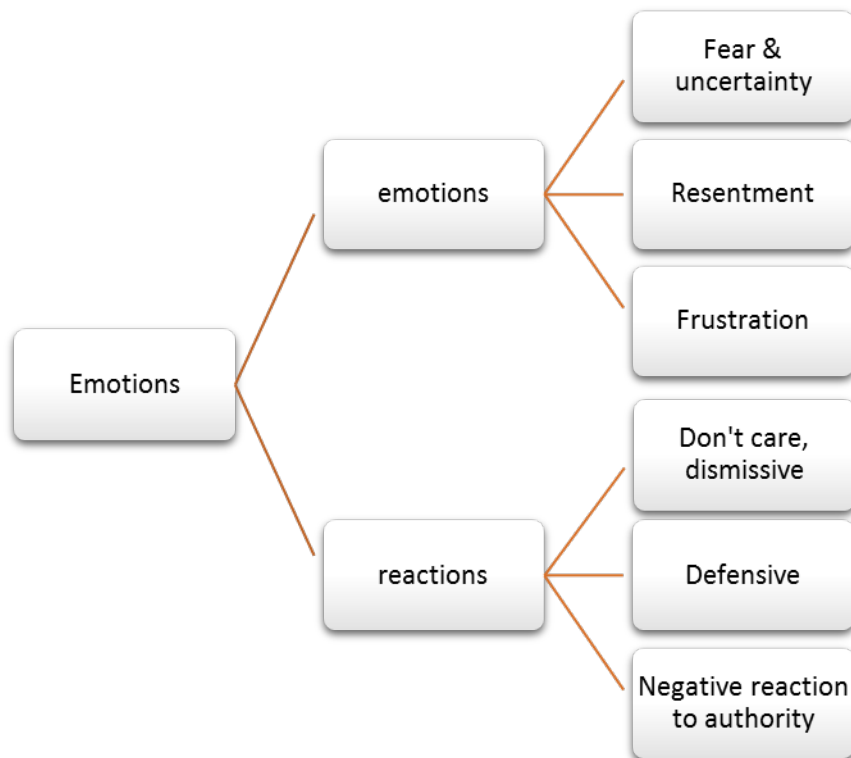 Emotions
emotions
Fear &
uncertainty
Resentment
Frustration
reactions
Don't care,
dismissive
Defensive
Negative reaction
to authority